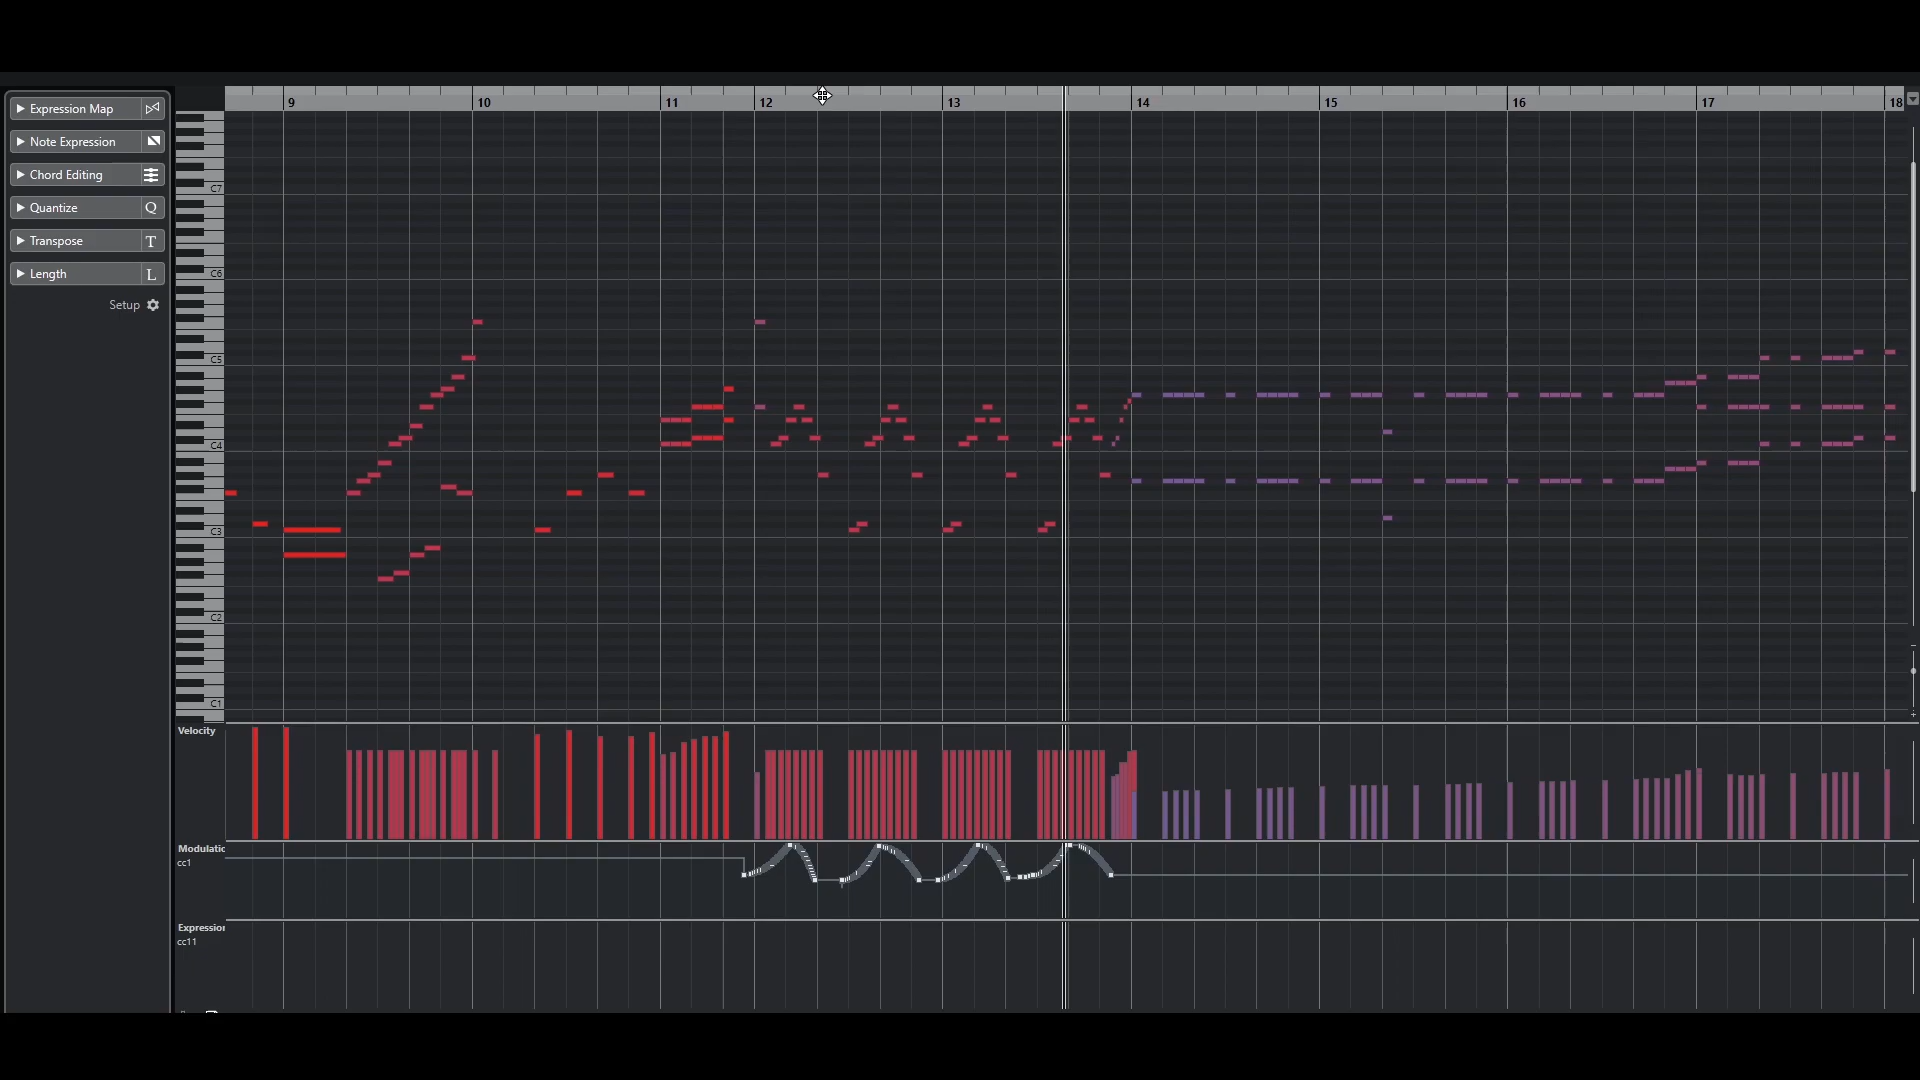 9 10 11 12 13 14 15 16 17 18
Expression Map
Note Expression
Chord Editing
Quantize Q
Transpose T
Length L
Setup
C7
C6
C5
C4
C3
C2
C1
Velocity
Modulatic
cc1
Expression
cc11